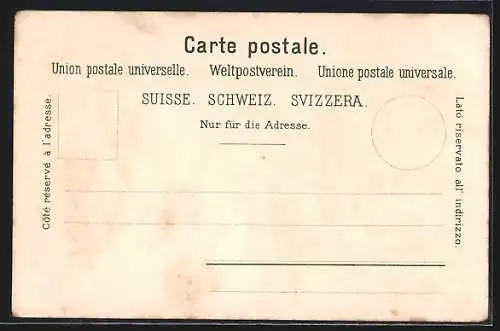 Carte postale.
Union postale universelle. Weltpostverein. Unione postale universale.
SUISSE. SCHWEIZ. SVIZZERA.
Nur für die Adresse.
Côté réservé à l'adresse.
Lato riservato all' indirizzo.